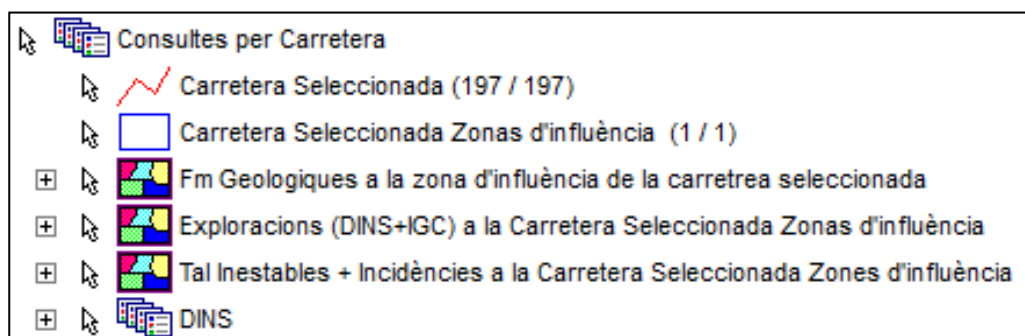 Consultes per Carretera
Carretera Seleccionada (197 / 197)
Carretera Seleccionada Zonas d'influència (1 / 1)
Fm Geologiques a la zona d'influència de la carretrea seleccionada
Exploracions (DINS+IGC) a la Carretera Seleccionada Zonas d'influència
Tal Inestables + Incidències a la Carretera Seleccionada Zones d'influència
DINS